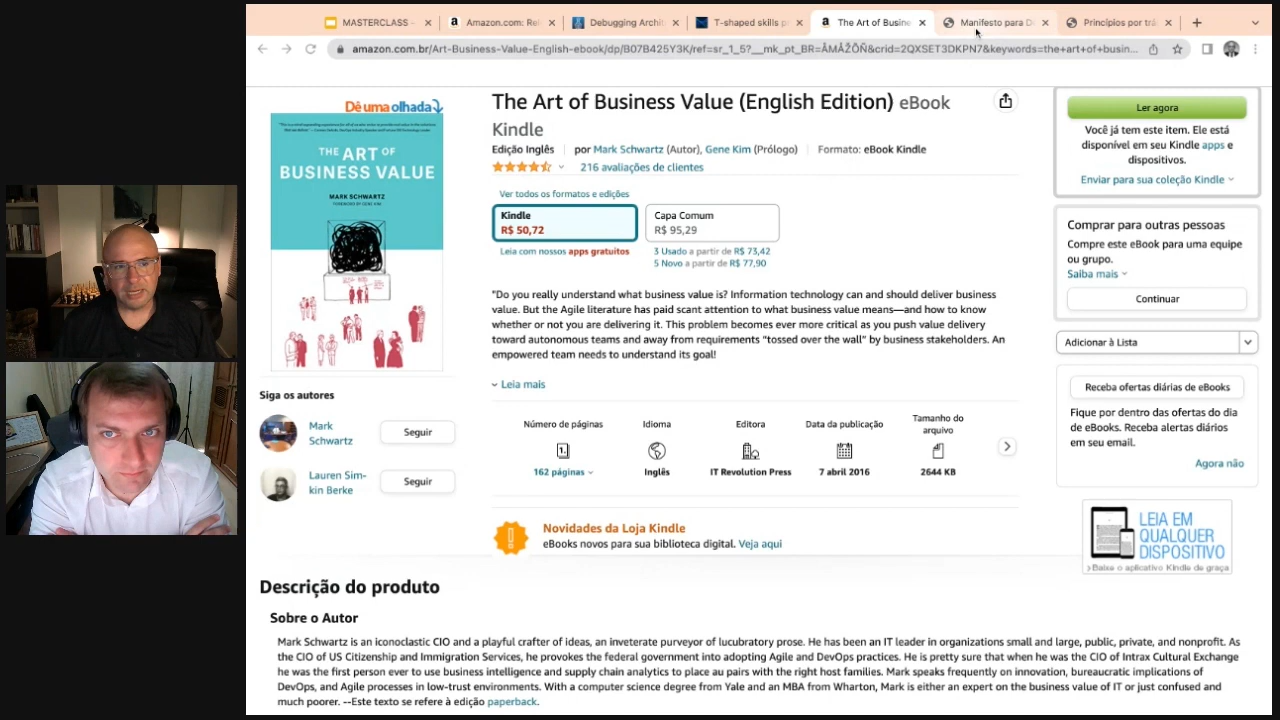 MASTERCLASS –
Amazon.com: Rei
Debugging Archi
T-shaped skills p
The Art of Busine
Manifesto para D
Princípios por trá
amazon.com.br/Art-Business-Value-English-ebook/dp/B07B425Y3K/ref=sr_1_5?__mk_pt_BR=ÅMÅŽÕÑ&crid=2QXSET3DKPN7&keywords=the+art+of+busin...
Dê uma olhada
THE ART OF
BUSINESS VALUE
MARK SCHWARTZ
FOREWORD BY GENE KIM
The Art of Business Value (English Edition) eBook
Kindle
Edição Inglês
por Mark Schwartz (Autor), Gene Kim (Prólogo)
Formato: eBook Kindle
216 avaliações de clientes
Ver todos os formatos e edições
Kindle
R$ 50,72
Capa Comum
R$ 95,29
Leia com nossos apps gratuitos
3 Usado a partir de R$ 73,42
5 Novo a partir de R$ 77,90
"Do you really understand what business value is? Information technology can and should deliver business
value. But the Agile literature has paid scant attention to what business value means—and how to know
whether or not you are delivering it. This problem becomes ever more critical as you push value delivery
toward autonomous teams and away from requirements “tossed over the wall” by business stakeholders. An
empowered team needs to understand its goal!
Leia mais
Número de páginas
162 páginas
Idioma
Inglês
Editora
IT Revolution Press
Data da publicação
7 abril 2016
Tamanho do
arquivo
2644 KB
Siga os autores
Mark
Schwartz
Seguir
Lauren Sim-
kin Berke
Seguir
Novidades da Loja Kindle
eBooks novos para sua biblioteca digital. Veja aqui
Ler agora
Você já tem este item. Ele está
disponível em seu Kindle apps e
dispositivos.
Enviar para sua coleção Kindle
Comprar para outras pessoas
Compre este eBook para uma equipe
ou grupo.
Saiba mais
Continuar
Adicionar à Lista
Receba ofertas diárias de eBooks
Fique por dentro das ofertas do dia
de eBooks. Receba alertas diários
em seu email.
Agora não
LEIA EM
QUALQUER
DISPOSITIVO
›Baixe o aplicativo Kindle de graça
Descrição do produto
Sobre o Autor
Mark Schwartz is an iconoclastic CIO and a playful crafter of ideas, an inveterate purveyor of lucubratory prose. He has been an IT leader in organizations small and large, public, private, and nonprofit. As
the CIO of US Citizenship and Immigration Services, he provokes the federal government into adopting Agile and DevOps practices. He is pretty sure that when he was the CIO of Intrax Cultural Exchange
he was the first person ever to use business intelligence and supply chain analytics to place au pairs with the right host families. Mark speaks frequently on innovation, bureaucratic implications of
DevOps, and Agile processes in low-trust environments. With a computer science degree from Yale and an MBA from Wharton, Mark is either an expert on the business value of IT or just confused and
much poorer. --Este texto se refere à edição paperback.